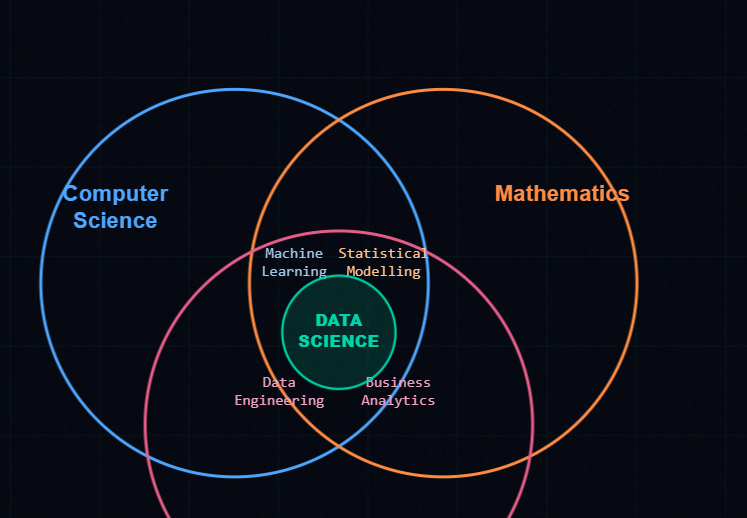 Computer
Science
Mathematics
Machine
Learning
Statistical
Modelling
DATA
SCIENCE
Data
Engineering
Business
Analytics